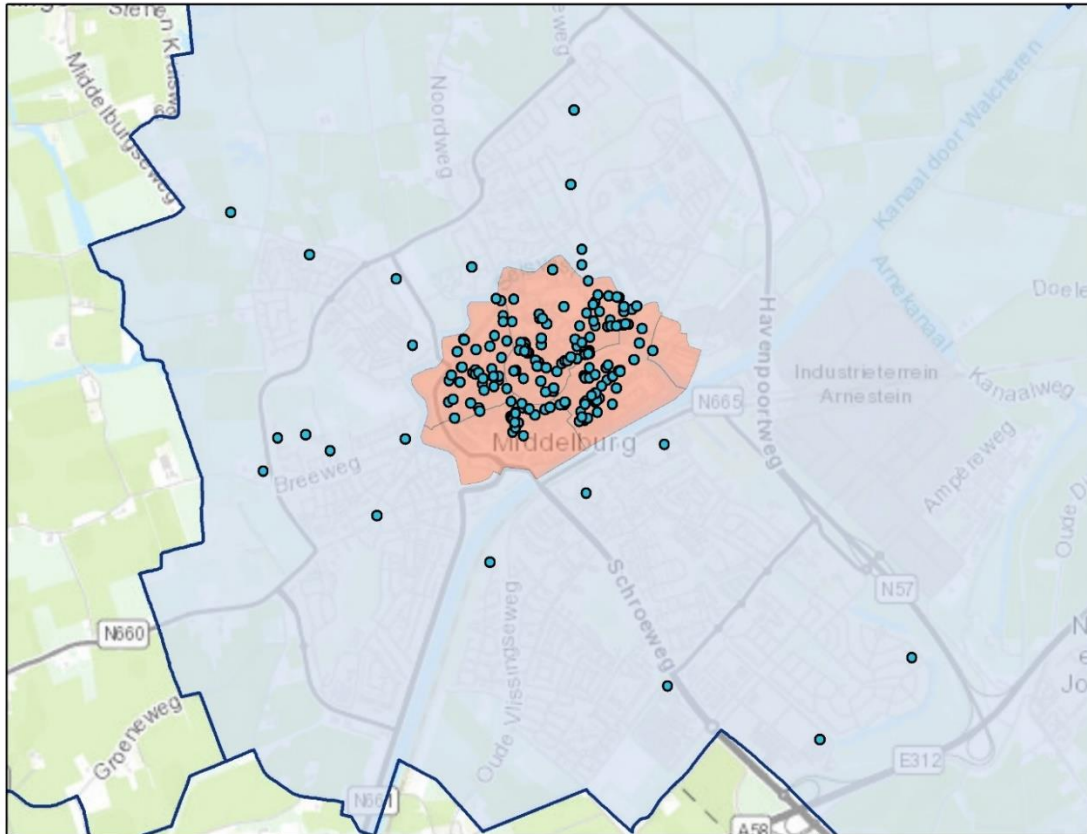 Middelburgseweg
Noordweg
Kanaal door Walcheren
Arnekanaal
Havenpoortweg
Industrieterrein
Arnestein
Kanaalweg
N665
Middelburg
Breeweg
Ampèreweg
N57
Schroeweg
Oude Vlissingseweg
N660
Groeneweg
N661
E312
A58